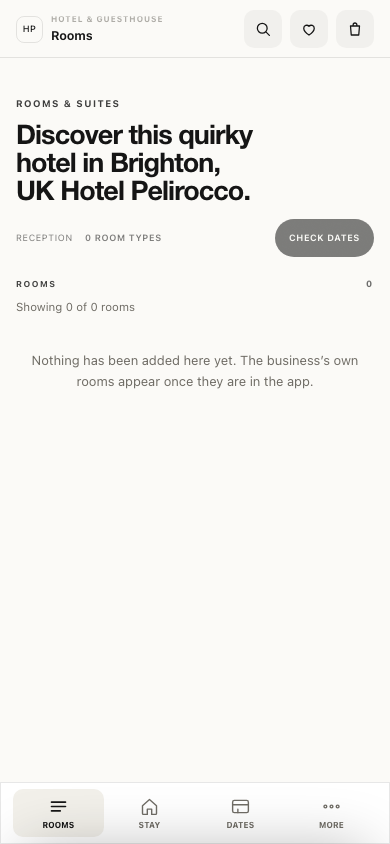 HP
HOTEL & GUESTHOUSE
Rooms
ROOMS & SUITES
Discover this quirky
hotel in Brighton,
UK Hotel Pelirocco.
RECEPTION 0 ROOM TYPES
CHECK DATES
ROOMS 0
Showing 0 of 0 rooms
Nothing has been added here yet. The business's own
rooms appear once they are in the app.
ROOMS STAY DATES MORE